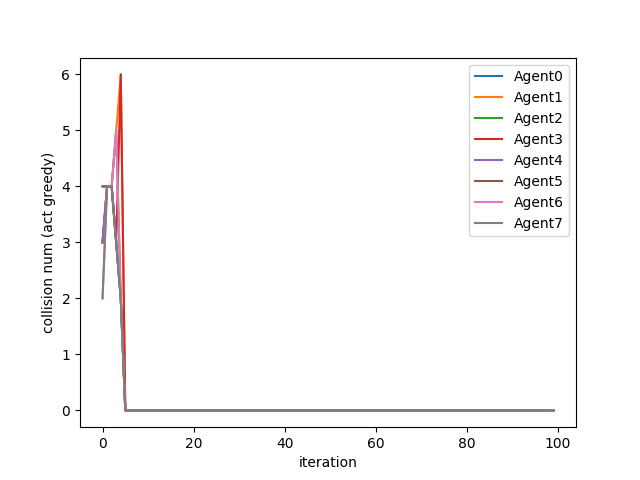 6
5
4
3
2
1
0
collision num (act greedy)
0 20 40 60 80 100
iteration
Agent0
Agent1
Agent2
Agent3
Agent4
Agent5
Agent6
Agent7